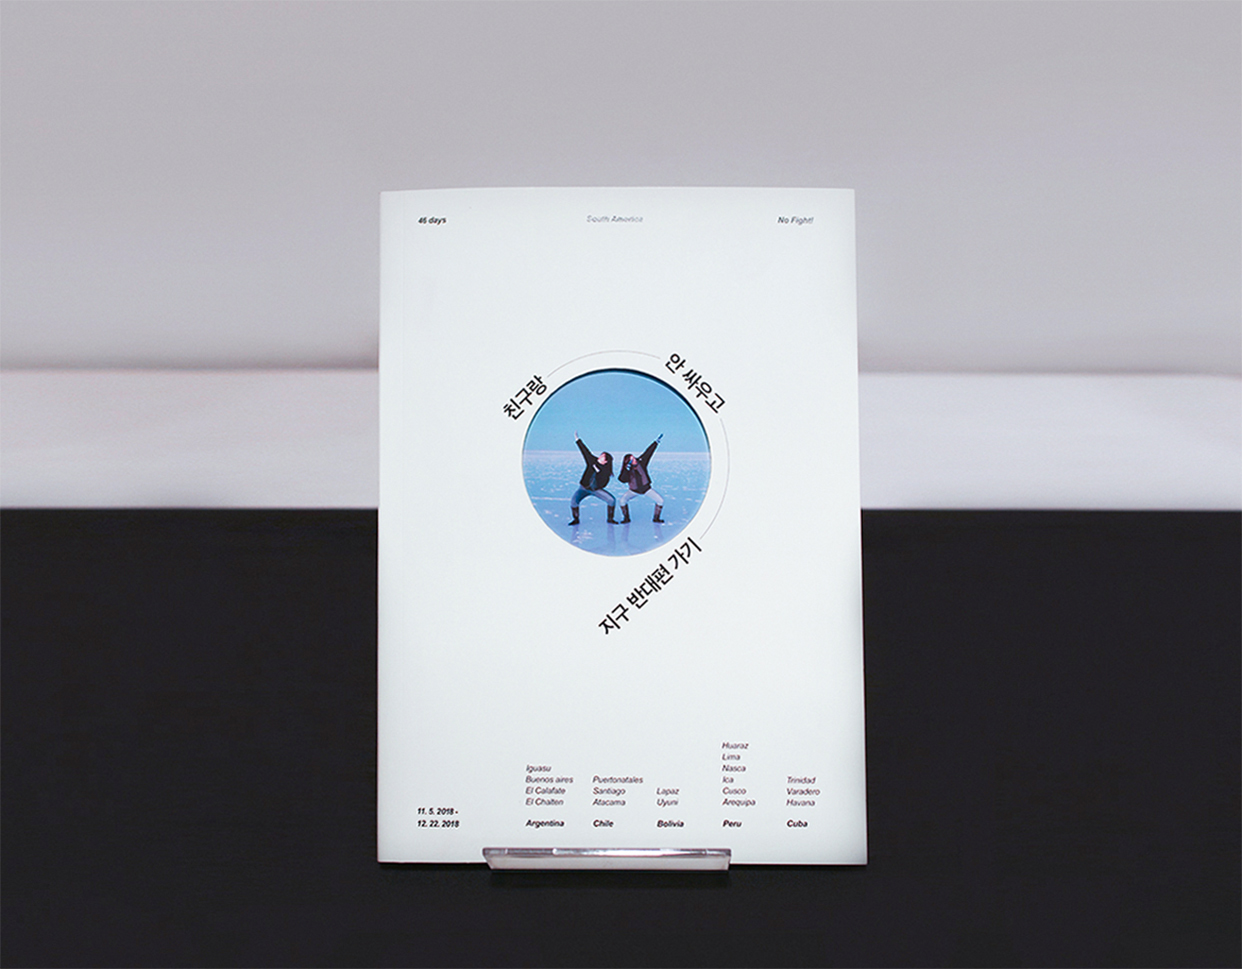 46 days
South America
No Fight!
친구랑
안 싸우고
지구 반대편 가기
11. 5. 2018 -
12. 22. 2018
Iguasu
Buenos aires
El Calafate
El Chalten
Argentina
Puertonatales
Santiago
Atacama
Chile
Lapaz
Uyuni
Bolivia
Huaraz
Lima
Nasca
Ica
Cusco
Arequipa
Peru
Trinidad
Varadero
Havana
Cuba